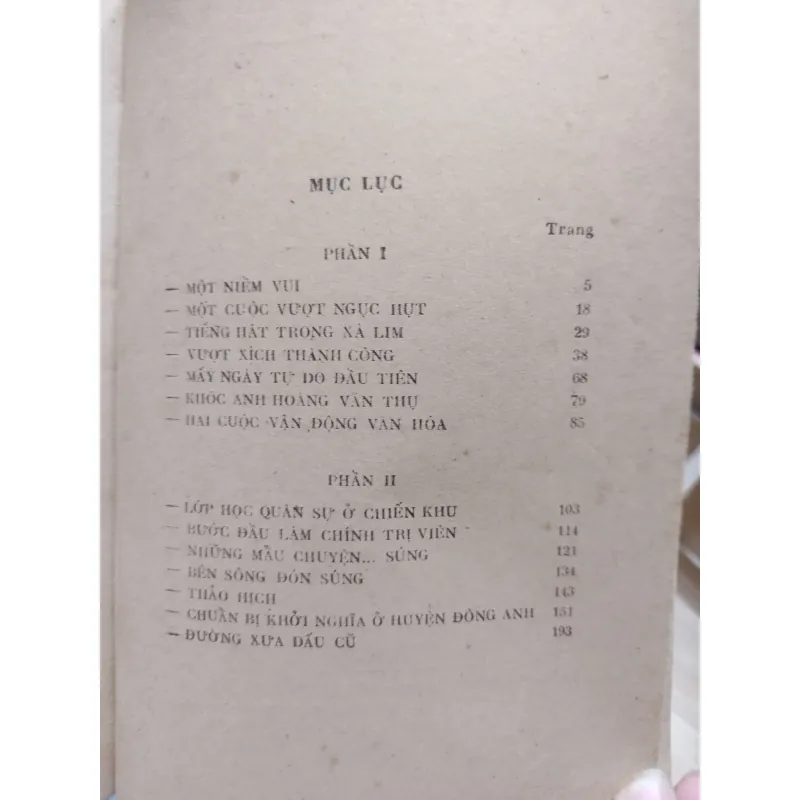 MỤC LỤC
Trang
PHẦN I
— MỘT NIỀM VUI 5
— MỘT CUỘC VƯỢT NGỤC HỤT 18
— TIẾNG HÁT TRONG XÀ LIM 29
— VƯỢT XÍCH THÀNH CÔNG 38
— MẤY NGÀY TỰ DO ĐẦU TIÊN 68
— KHÓC ANH HOÀNG VĂN THỤ 79
— HAI CUỘC VẬN ĐỘNG VĂN HÓA 85
PHẦN II
— LỚP HỌC QUÂN SỰ Ở CHIẾN KHU 103
— BƯỚC ĐẦU LÀM CHÍNH TRỊ VIÊN 114
— NHỮNG MẨU CHUYỆN... SÚNG 121
— BẾN SÔNG ĐÓN SÚNG 134
— THẢO HỊCH 143
— CHUẨN BỊ KHỞI NGHĨA Ở HUYỆN ĐÔNG ANH 151
— ĐƯỜNG XƯA DẤU CŨ 193